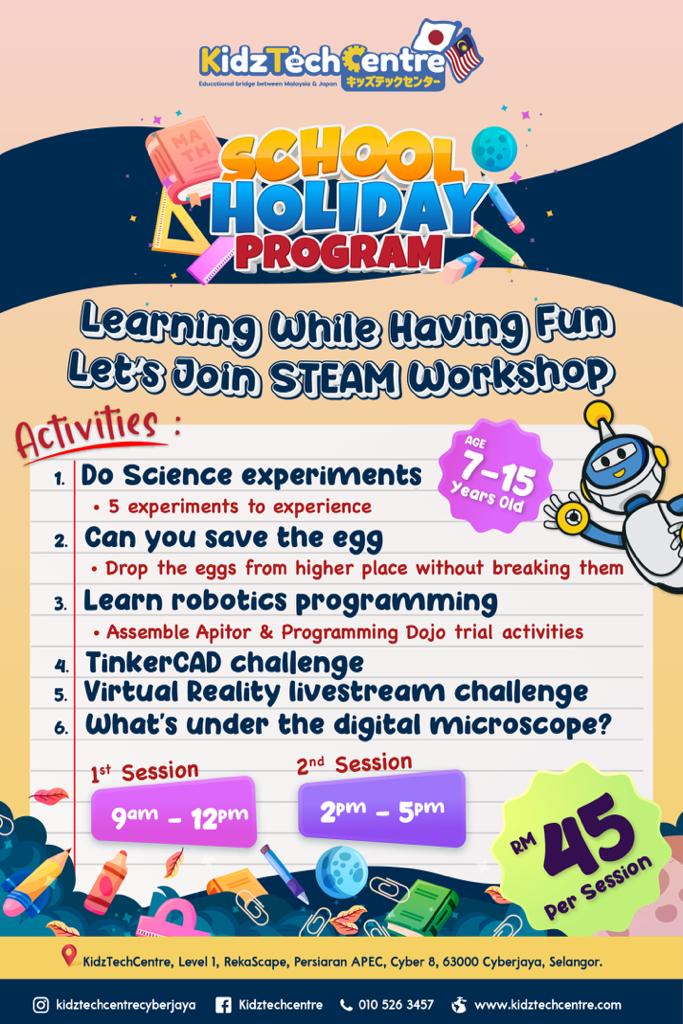 KidzTechCentre
Educational bridge between Malaysia & Japan
キッズテックセンター
MATH
SCHOOL
HOLIDAY
PROGRAM
Learning While Having Fun
Let's Join STEAM Workshop
Activities :
AGE
7-15
Years Old
1. Do Science experiments
• 5 experiments to experience
2. Can you save the egg
• Drop the eggs from higher place without breaking them
3. Learn robotics programming
• Assemble Apitor & Programming Dojo trial activities
4. TinkerCAD challenge
5. Virtual Reality livestream challenge
6. What's under the digital microscope?
1st Session
9am - 12pm
2nd Session
2pm - 5pm
RM 45
Per Session
KidzTechCentre, Level 1, RekaScape, Persiaran APEC, Cyber 8, 63000 Cyberjaya, Selangor.
kidztechcentrecyberjaya Kidztechcentre 010 526 3457 www.kidztechcentre.com